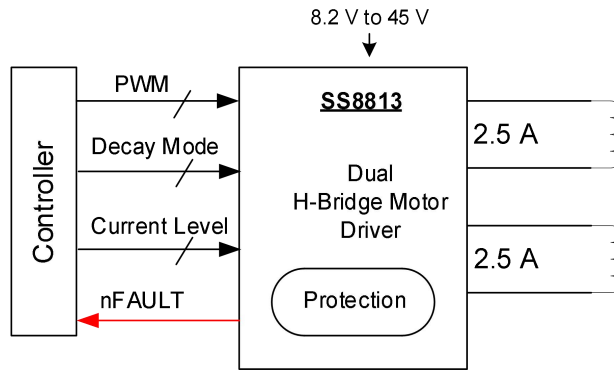 8.2 V to 45 V
Controller
PWM
Decay Mode
Current Level
nFAULT
SS8813
Dual
H-Bridge Motor
Driver
Protection
2.5 A
2.5 A